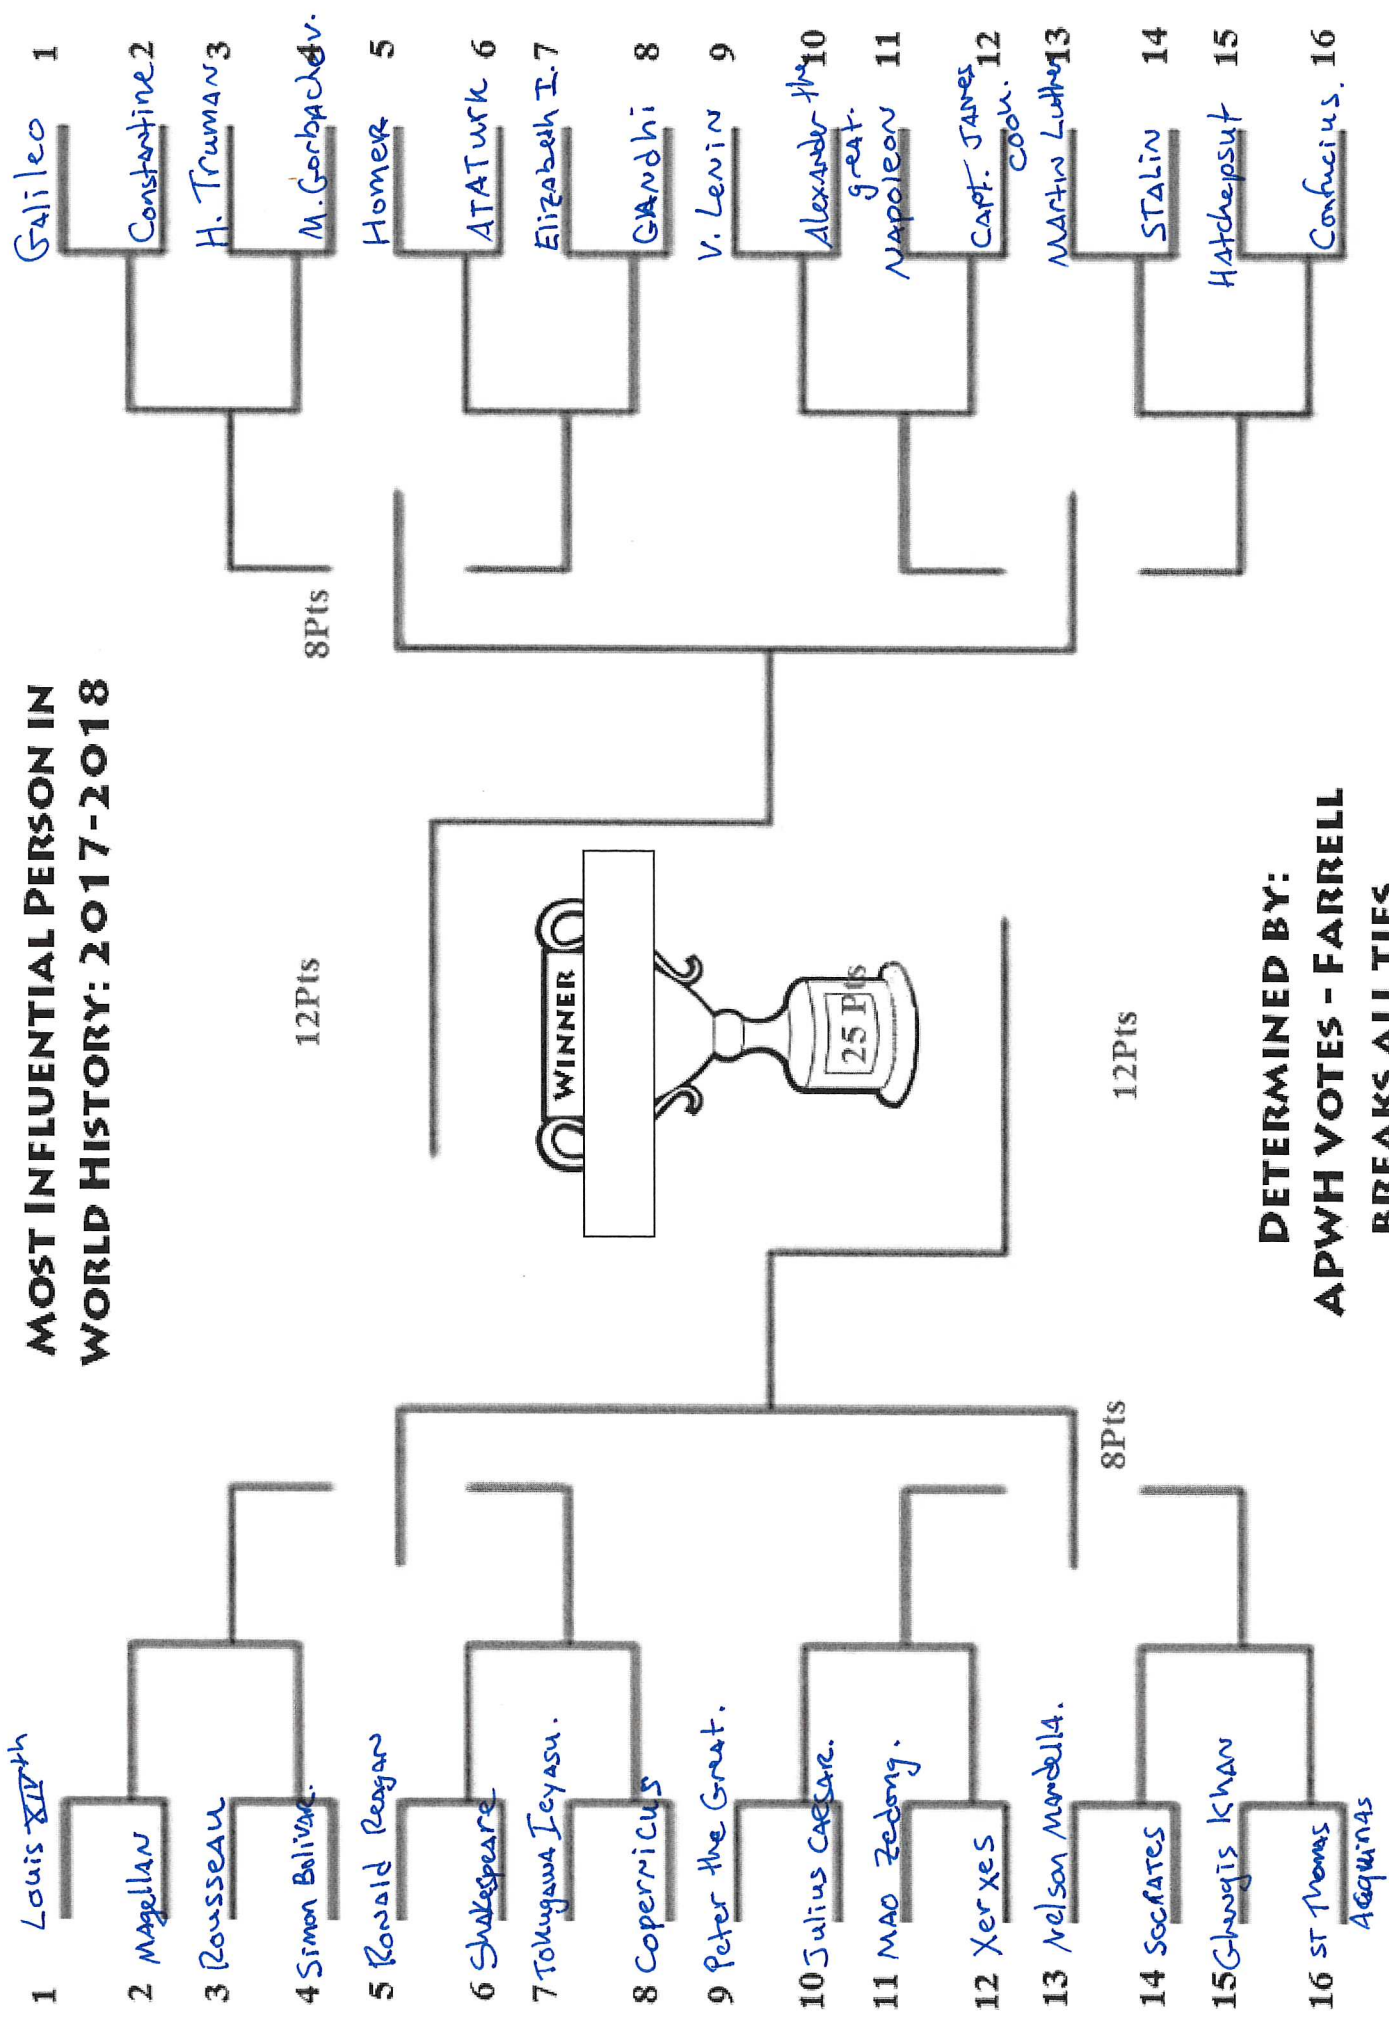 MOST INFLUENTIAL PERSON IN
WORLD HISTORY: 2017-2018
1 Louis XIVth
2 Magellan
3 Rousseau
4 Simon Bolivar.
5 Ronald Reagan
6 Shakespeare
7 Tokugawa Ieyasu.
8 Copernicus
9 Peter the Great.
10 Julius Caesar.
11 Mao Zedong.
12 Xerxes
13 Nelson Mandella.
14 Socrates
15 Ghengis Khan
16 ST Thomas
Acquinas
8Pts
12Pts
WINNER
25 Pts
12Pts
8Pts
Galileo 1
Constantine 2
H. Truman 3
M. Gorbachev. 4
Homer 5
Ataturk 6
Elizabeth I. 7
Gandhi 8
V. Lenin 9
Alexander the 10
great.
Napoleon 11
Capt. James 12
Cook.
Martin Luther 13
Stalin 14
Hatchepsut 15
Confucius. 16
DETERMINED BY:
APWH VOTES - FARRELL
BREAKS ALL TIES